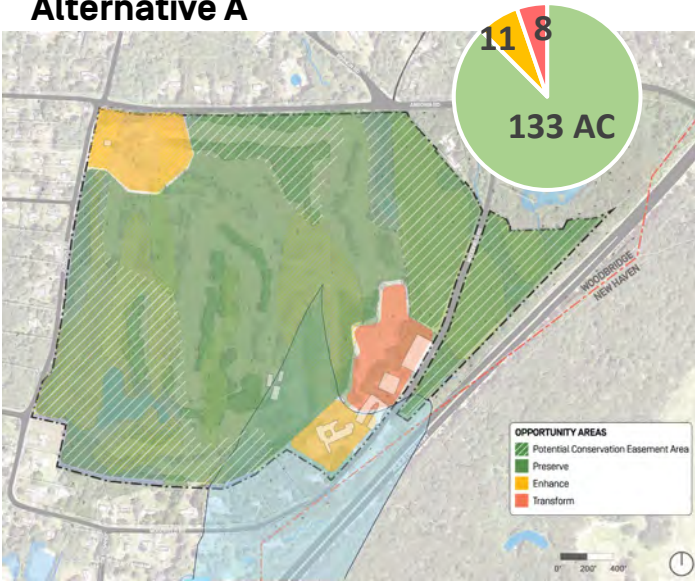 Alternative A
11
8
133 AC
WOODBRIDGE
NEW HAVEN
OPPORTUNITY AREAS
Potential Conservation Easement Area
Preserve
Enhance
Transform
0' 200' 400'